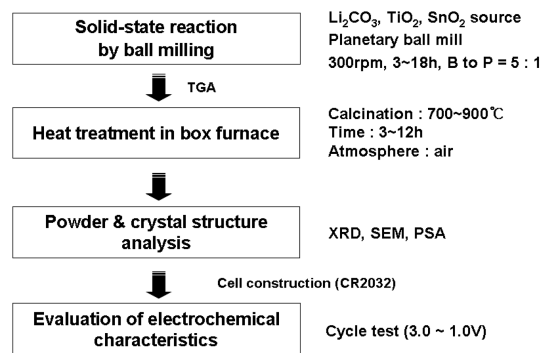 Solid-state reaction
by ball milling
Li₂CO₃, TiO₂, SnO₂ source
Planetary ball mill
300rpm, 3~18h, B to P = 5 : 1
TGA
Heat treatment in box furnace
Calcination : 700~900℃
Time : 3~12h
Atmosphere : air
Powder & crystal structure
analysis
XRD, SEM, PSA
Cell construction (CR2032)
Evaluation of electrochemical
characteristics
Cycle test (3.0 ~ 1.0V)